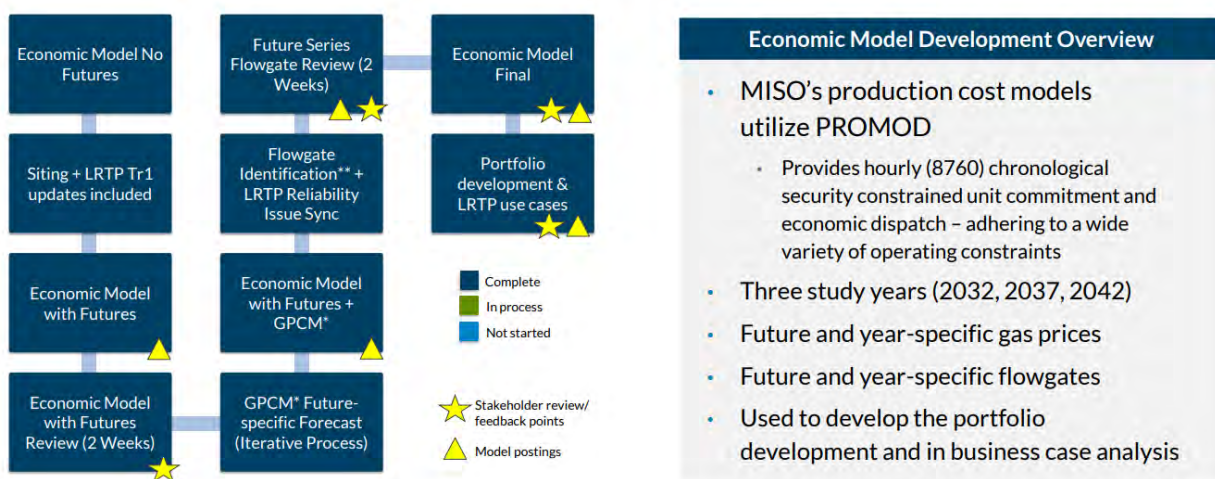 Economic Model No
Futures
Siting + LRTP Tr1
updates included
Economic Model
with Futures
Economic Model
with Futures
Review (2 Weeks)
GPCM* Future-
specific Forecast
(Iterative Process)
Economic Model
with Futures +
GPCM*
Flowgate
Identification** +
LRTP Reliability
Issue Sync
Future Series
Flowgate Review (2
Weeks)
Economic Model
Final
Portfolio
development &
LRTP use cases
Complete
In process
Not started
Stakeholder review/
feedback points
Model postings
Economic Model Development Overview
• MISO's production cost models
utilize PROMOD
• Provides hourly (8760) chronological
security constrained unit commitment and
economic dispatch – adhering to a wide
variety of operating constraints
• Three study years (2032, 2037, 2042)
• Future and year-specific gas prices
• Future and year-specific flowgates
• Used to develop the portfolio
development and in business case analysis